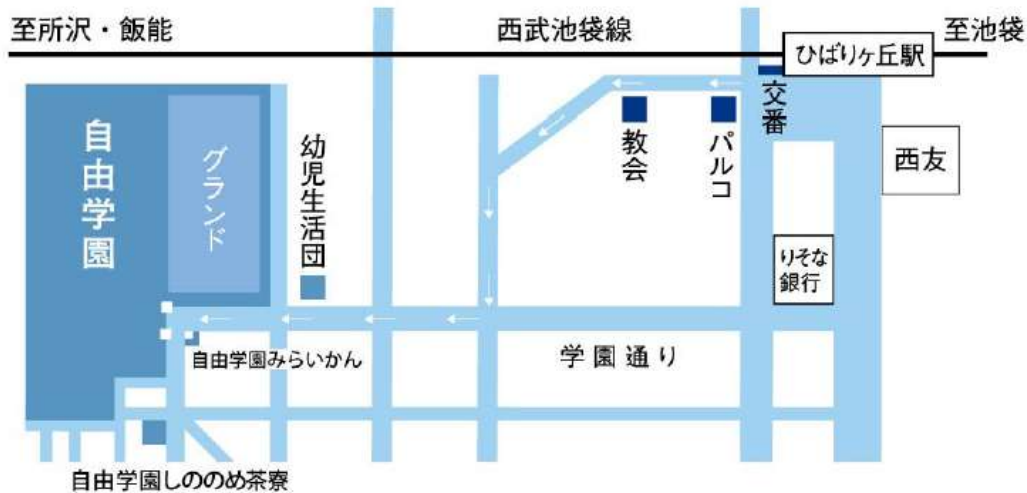 至所沢・飯能
西武池袋線
至池袋
ひばりヶ丘駅
交番
パルコ
教会
西友
りそな
銀行
幼児生活団
グランド
自由学園
自由学園みらいかん
学園通り
自由学園しののめ茶寮